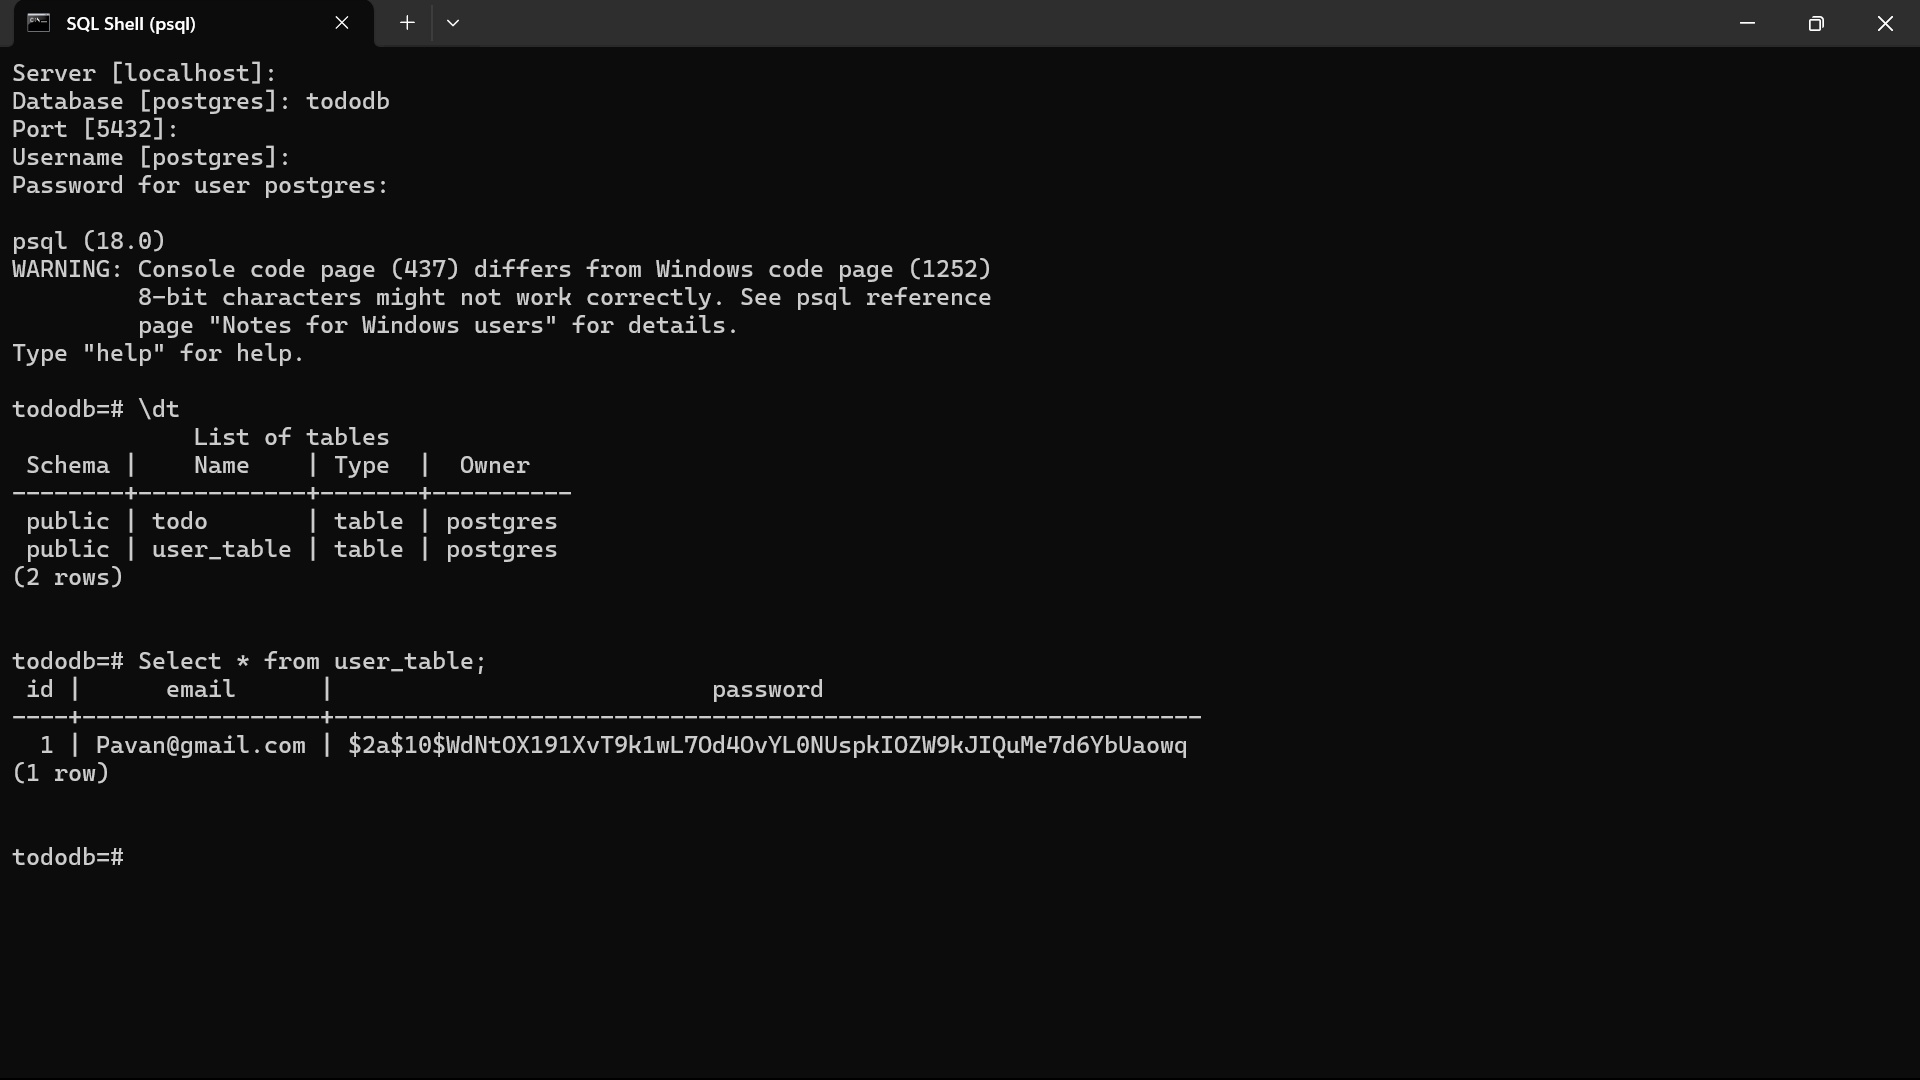 SQL Shell (psql)
Server [localhost]:
Database [postgres]: tododb
Port [5432]:
Username [postgres]:
Password for user postgres:
psql (18.0)
WARNING: Console code page (437) differs from Windows code page (1252)
         8-bit characters might not work correctly. See psql reference
         page "Notes for Windows users" for details.
Type "help" for help.
tododb=# \dt
             List of tables
 Schema |    Name    | Type  |  Owner
--------+------------+-------+----------
 public | todo       | table | postgres
 public | user_table | table | postgres
(2 rows)
tododb=# Select * from user_table;
 id |      email      |                           password
----+-----------------+--------------------------------------------------------------
  1 | Pavan@gmail.com | $2a$10$WdNtOX191XvT9k1wL7Od4OvYL0NUspkIOZW9kJIQuMe7d6YbUaowq
(1 row)
tododb=#